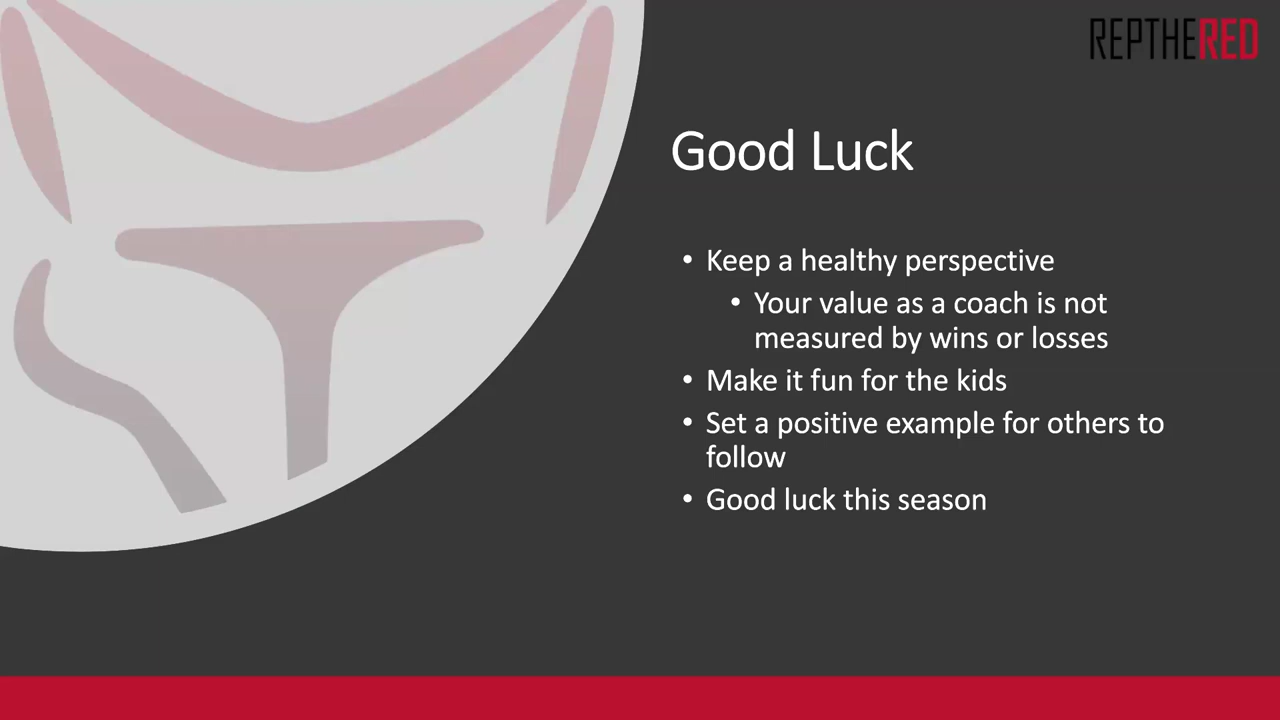 REPTHERED
Good Luck
• Keep a healthy perspective
• Your value as a coach is not
measured by wins or losses
• Make it fun for the kids
• Set a positive example for others to
follow
• Good luck this season